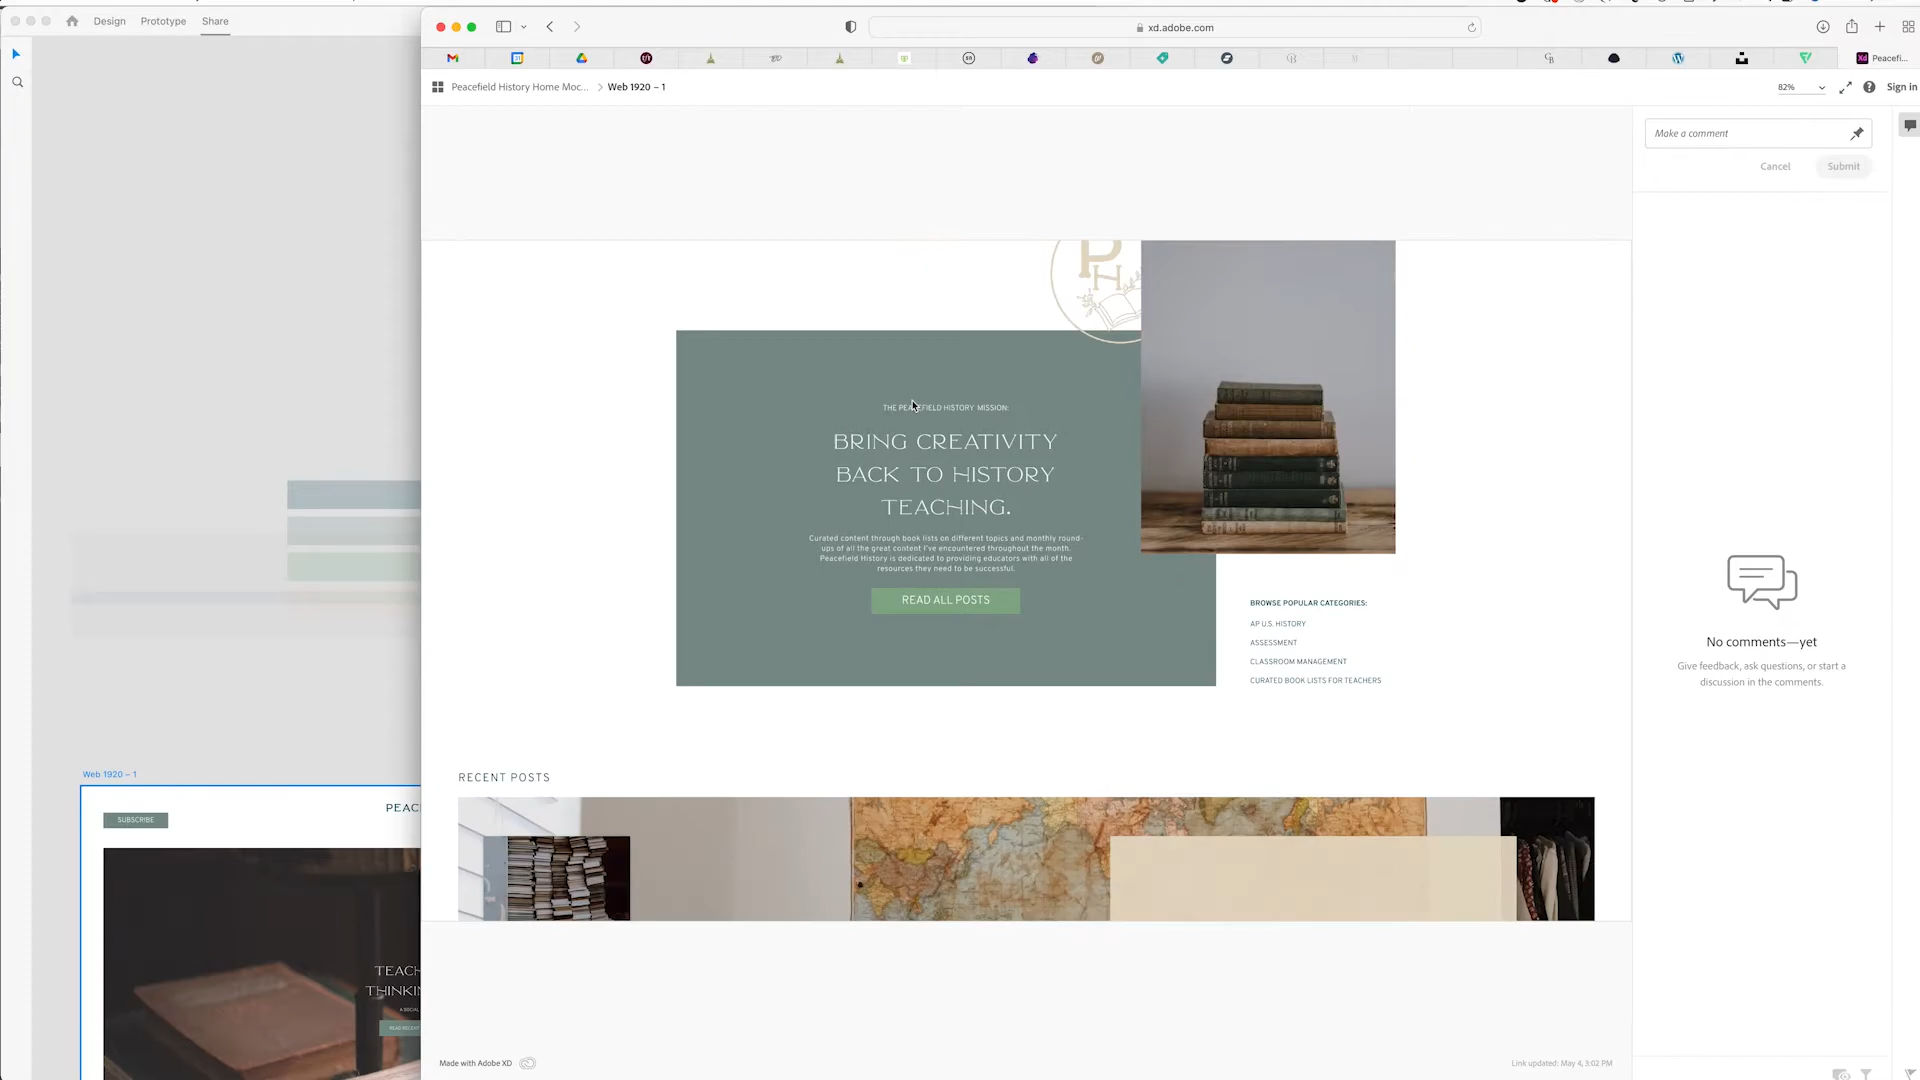 Design Prototype Share
xd.adobe.com
Peacefi...
Peacefield History Home Moc... > Web 1920 – 1
82%
Sign in
Make a comment
Cancel Submit
P
H
THE PEACEFIELD HISTORY MISSION:
BRING CREATIVITY
BACK TO HISTORY
TEACHING.
Curated content through book lists on different topics and monthly round-
ups of all the great content I've encountered throughout the month.
Peacefield History is dedicated to providing educators with all of the
resources they need to be successful.
READ ALL POSTS
BROWSE POPULAR CATEGORIES:
AP U.S. HISTORY
ASSESSMENT
CLASSROOM MANAGEMENT
CURATED BOOK LISTS FOR TEACHERS
No comments—yet
Give feedback, ask questions, or start a
discussion in the comments.
RECENT POSTS
Web 1920 – 1
PEAC
SUBSCRIBE
TEACH
THINKIN
A SOCIAL
READ RECENT
Made with Adobe XD
Link updated: May 4, 3:02 PM